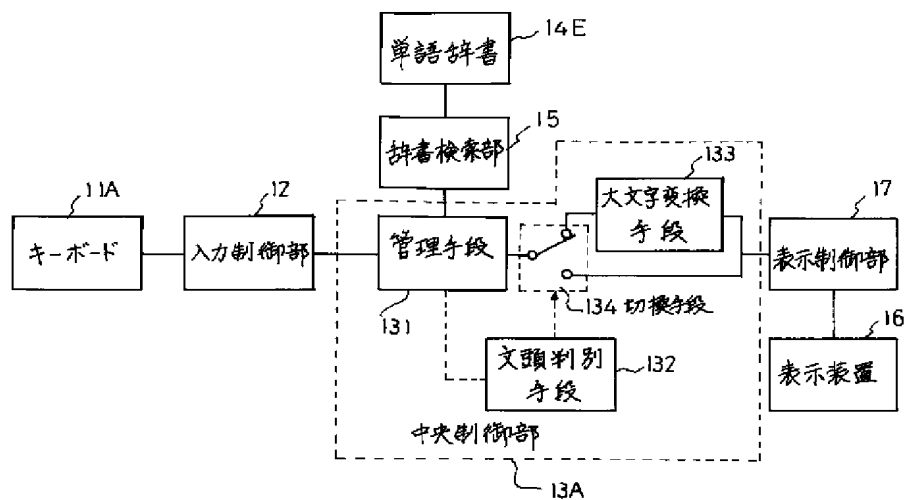 14E
単語辞書
15
辞書検索部
133
大文字変換
手段
11A
キーボード
12
入力制御部
管理手段
131
134 切換手段
17
表示制御部
文頭判別
手段
132
16
表示装置
中央制御部
13A